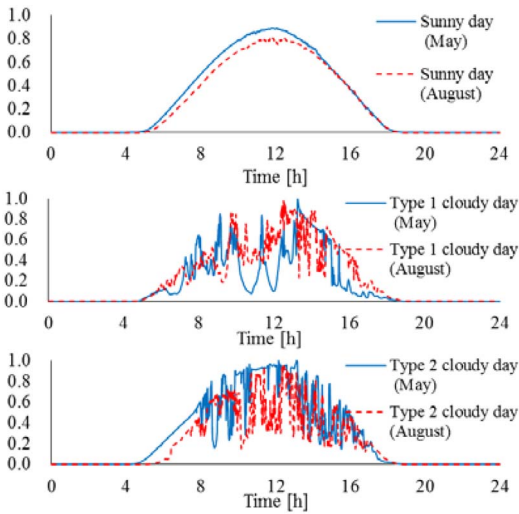 1.0
0.8
0.6
0.4
0.2
0.0
Sunny day
(May)
Sunny day
(August)
0 4 8 12 16 20 24
Time [h]
1.0
0.8
0.6
0.4
0.2
0.0
Type 1 cloudy day
(May)
Type 1 cloudy day
(August)
0 4 8 12 16 20 24
Time [h]
1.0
0.8
0.6
0.4
0.2
0.0
Type 2 cloudy day
(May)
Type 2 cloudy day
(August)
0 4 8 12 16 20 24
Time [h]